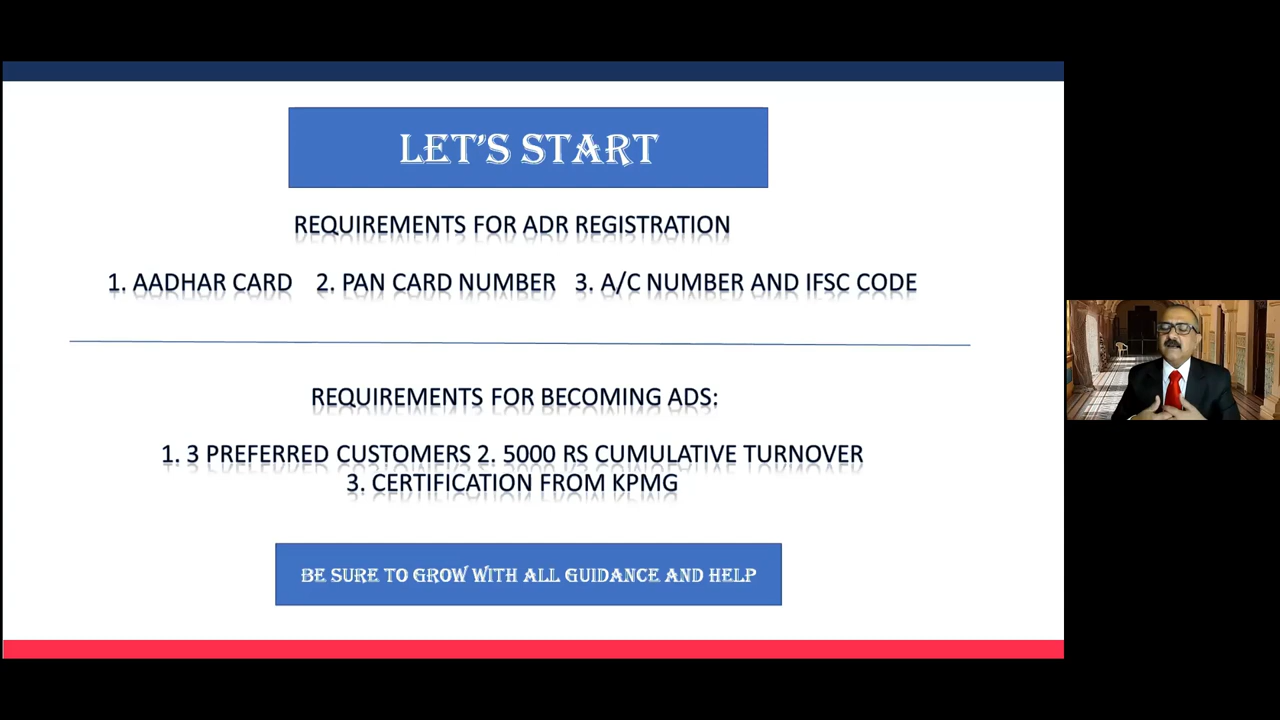 LET'S START
REQUIREMENTS FOR ADR REGISTRATION
1. AADHAR CARD 2. PAN CARD NUMBER 3. A/C NUMBER AND IFSC CODE
REQUIREMENTS FOR BECOMING ADS:
1. 3 PREFERRED CUSTOMERS 2. 5000 RS CUMULATIVE TURNOVER
3. CERTIFICATION FROM KPMG
BE SURE TO GROW WITH ALL GUIDANCE AND HELP